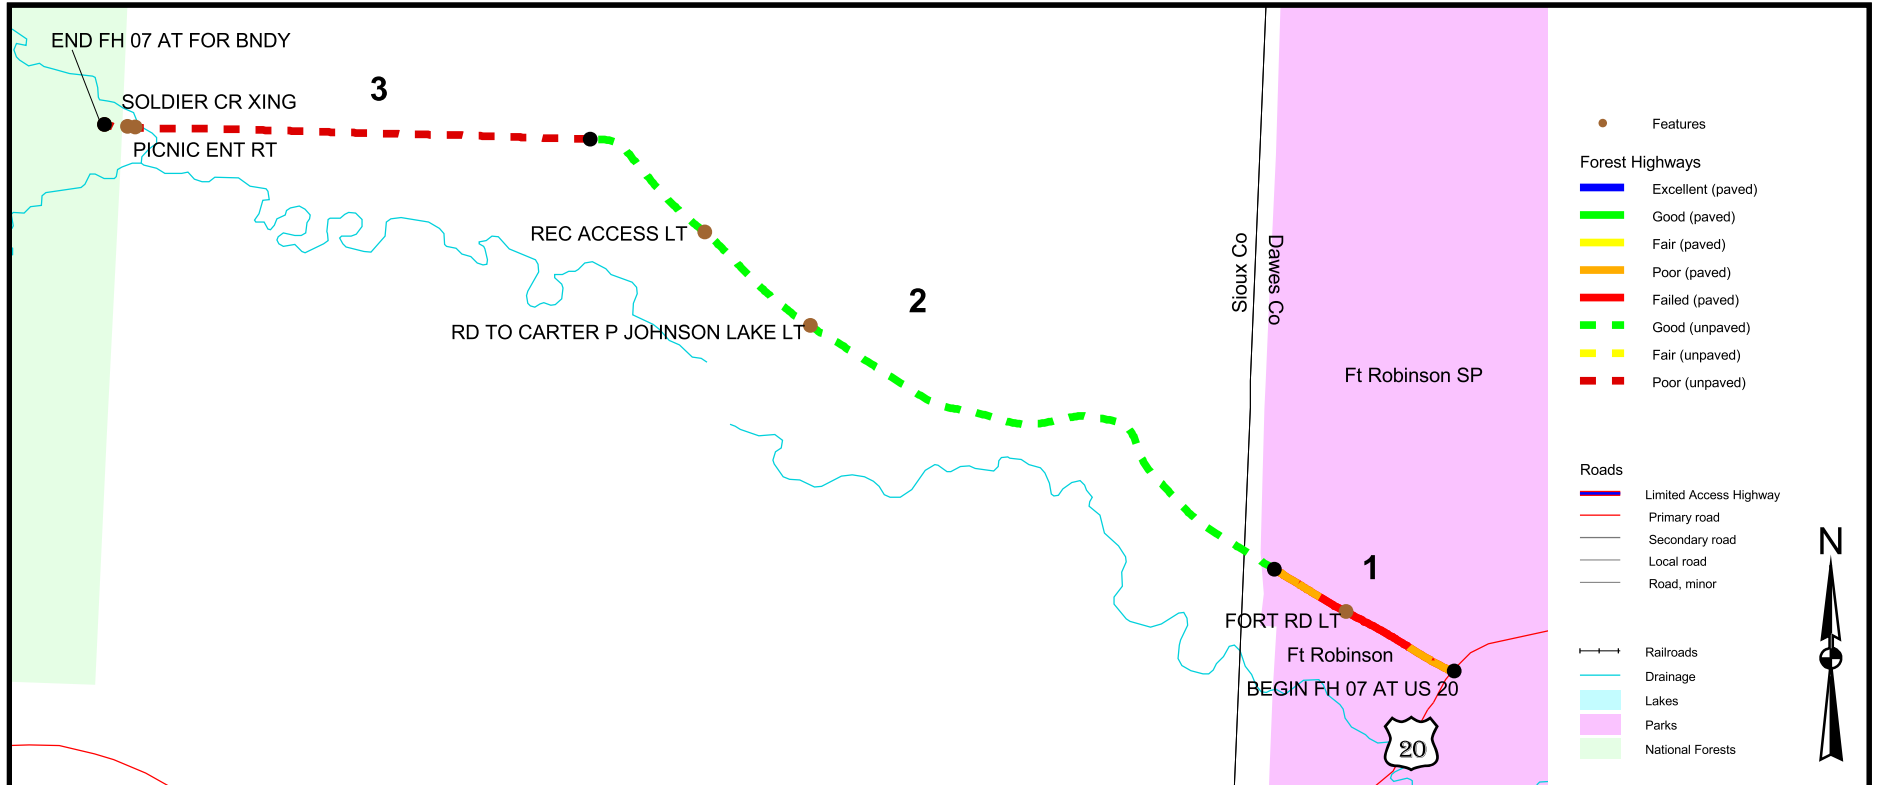 END FH 07 AT FOR BNDY
SOLDIER CR XING
PICNIC ENT RT
3
REC ACCESS LT
RD TO CARTER P JOHNSON LAKE LT
2
Sioux Co
Dawes Co
Ft Robinson SP
1
FORT RD LT
Ft Robinson
BEGIN FH 07 AT US 20
20
Features
Forest Highways
Excellent (paved)
Good (paved)
Fair (paved)
Poor (paved)
Failed (paved)
Good (unpaved)
Fair (unpaved)
Poor (unpaved)
Roads
Limited Access Highway
Primary road
Secondary road
Local road
Road, minor
Railroads
Drainage
Lakes
Parks
National Forests
N